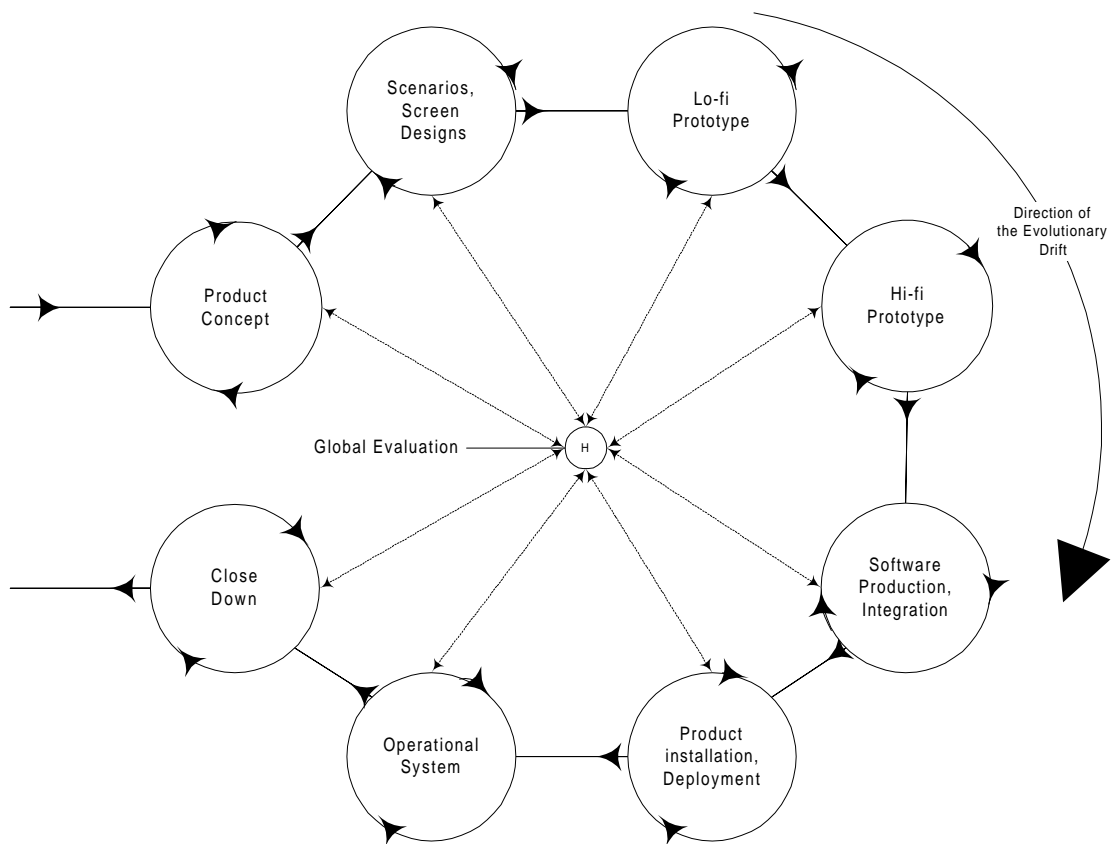 Scenarios,
Screen
Designs
Lo-fi
Prototype
Direction of
the Evolutionary
Drift
Product
Concept
Hi-fi
Prototype
Global Evaluation
H
Close
Down
Software
Production,
Integration
Operational
System
Product
installation,
Deployment